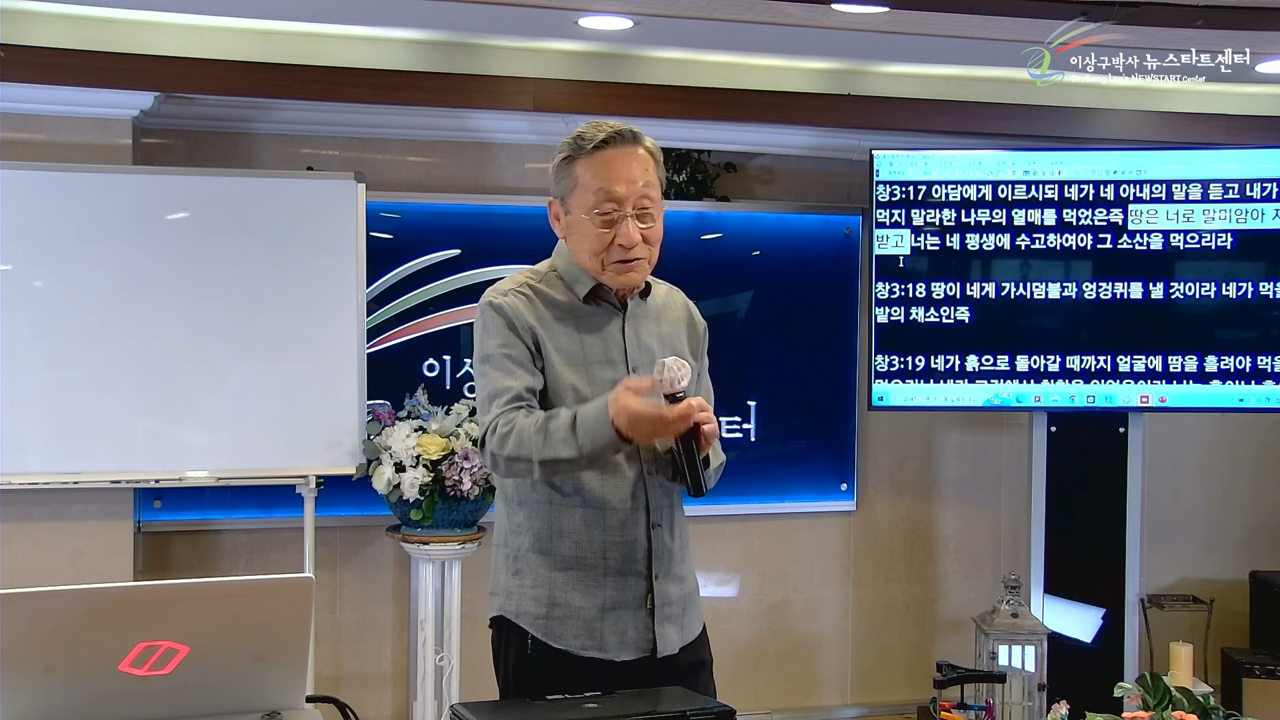 이상구박사 뉴스타트센터
NEWSTART Center
창3:17 아담에게 이르시되 네가 네 아내의 말을 듣고 내가
먹지 말라한 나무의 열매를 먹었은즉 땅은 너로 말미암아
받고 너는 네 평생에 수고하여야 그 소산을 먹으리라
창3:18 땅이 네게 가시덤불과 엉겅퀴를 낼 것이라 네가
밭의 채소인즉
창3:19 네가 흙으로 돌아갈 때까지 얼굴에 땀을 흘려야
이상
터